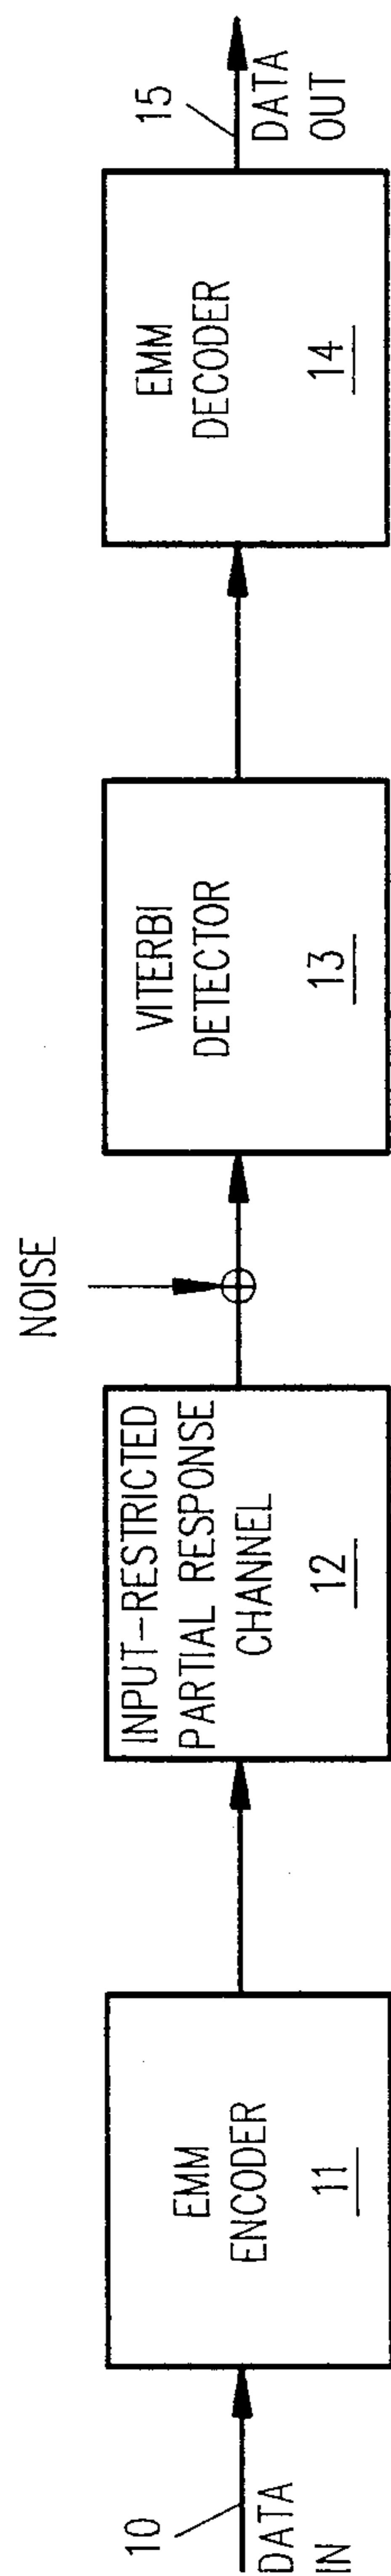 10
DATA
IN
EMM
ENCODER
11
INPUT-RESTRICTED
PARTIAL RESPONSE
CHANNEL
12
NOISE
VITERBI
DETECTOR
13
EMM
DECODER
14
15
DATA
OUT